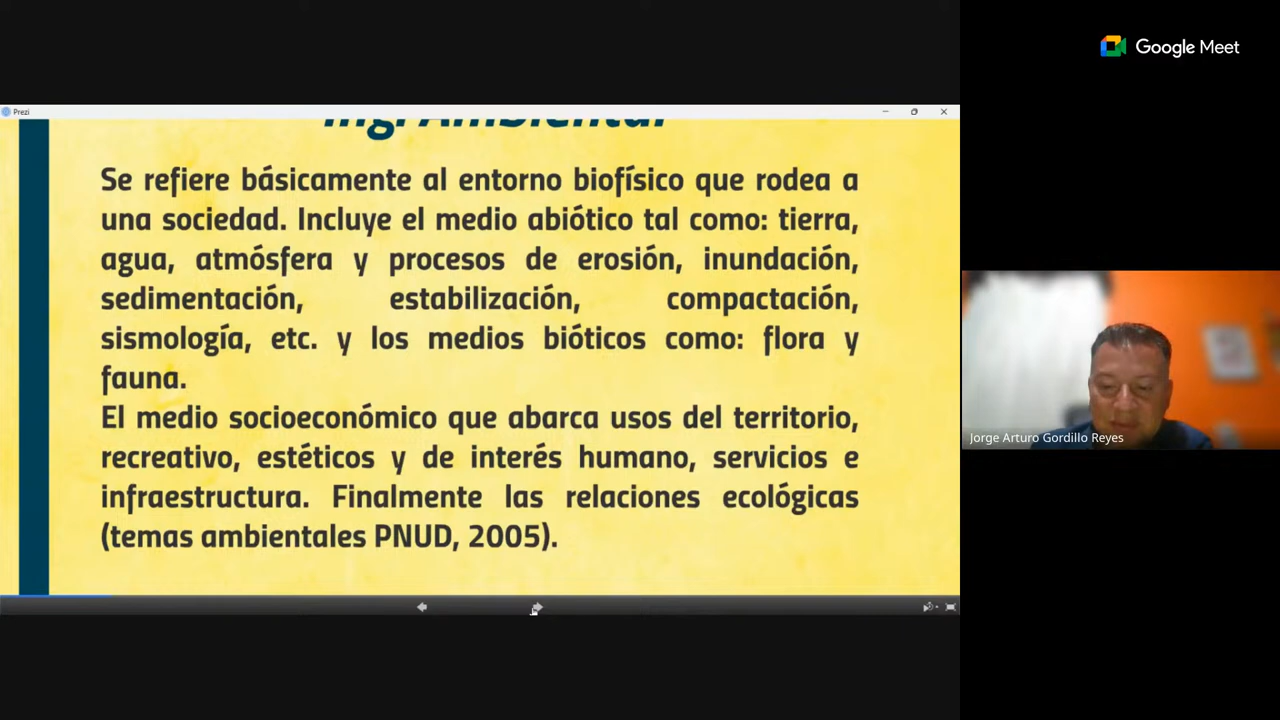 Google Meet
Prezi
Ing. Ambiental
Se refiere básicamente al entorno biofísico que rodea a
una sociedad. Incluye el medio abiótico tal como: tierra,
agua, atmósfera y procesos de erosión, inundación,
sedimentación, estabilización, compactación,
sismología, etc. y los medios bióticos como: flora y
fauna.
El medio socioeconómico que abarca usos del territorio,
recreativo, estéticos y de interés humano, servicios e
infraestructura. Finalmente las relaciones ecológicas
(temas ambientales PNUD, 2005).
Jorge Arturo Gordillo Reyes